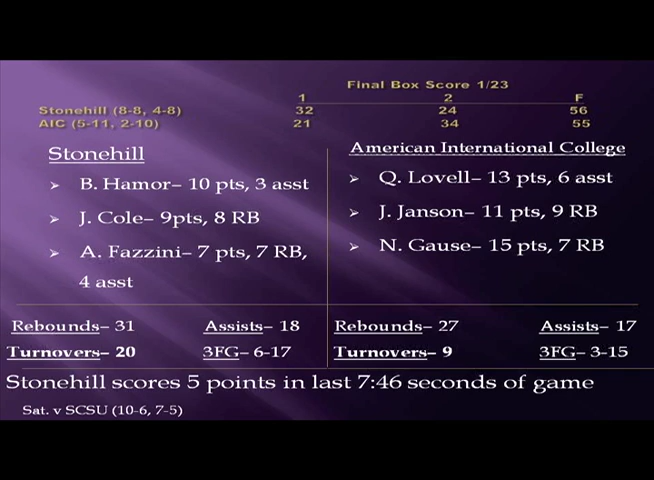 Final Box Score 1/23
1 2 F
Stonehill (8-8, 4-8) 32 24 56
AIC (5-11, 2-10) 21 34 55
Stonehill
B. Hamor– 10 pts, 3 asst
J. Cole– 9pts, 8 RB
A. Fazzini– 7 pts, 7 RB,
4 asst
American International College
Q. Lovell– 13 pts, 6 asst
J. Janson– 11 pts, 9 RB
N. Gause– 15 pts, 7 RB
Rebounds– 31 Assists– 18
Turnovers– 20 3FG– 6-17
Rebounds– 27 Assists– 17
Turnovers– 9 3FG– 3-15
Stonehill scores 5 points in last 7:46 seconds of game
Sat. v SCSU (10-6, 7-5)